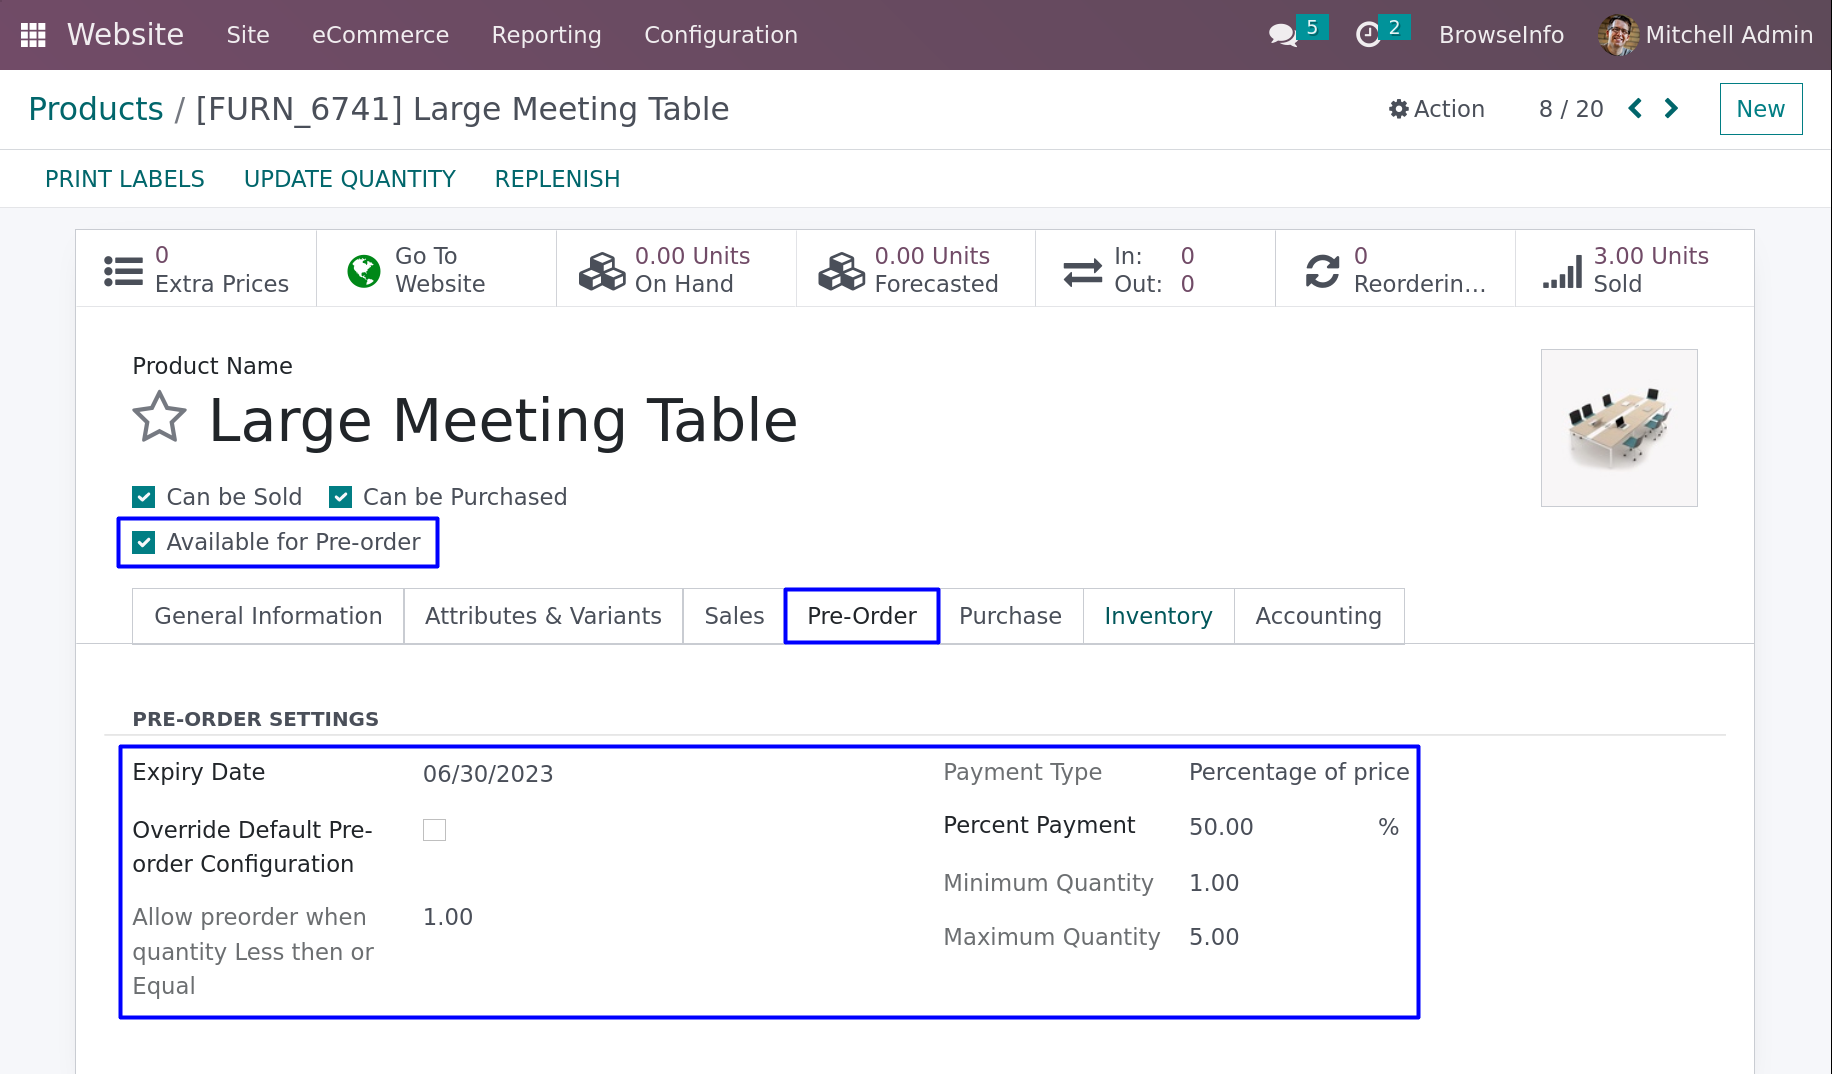 Website Site eCommerce Reporting Configuration 5 2 BrowseInfo Mitchell Admin
Products / [FURN_6741] Large Meeting Table Action 8 / 20 New
PRINT LABELS UPDATE QUANTITY REPLENISH
0
Extra Prices
Go To
Website
0.00 Units
On Hand
0.00 Units
Forecasted
In: 0
Out: 0
0
Reorderin...
3.00 Units
Sold
Product Name
Large Meeting Table
Can be Sold Can be Purchased
Available for Pre-order
General Information Attributes & Variants Sales Pre-Order Purchase Inventory Accounting
PRE-ORDER SETTINGS
Expiry Date 06/30/2023
Override Default Pre-
order Configuration
Allow preorder when 1.00
quantity Less then or
Equal
Payment Type Percentage of price
Percent Payment 50.00 %
Minimum Quantity 1.00
Maximum Quantity 5.00